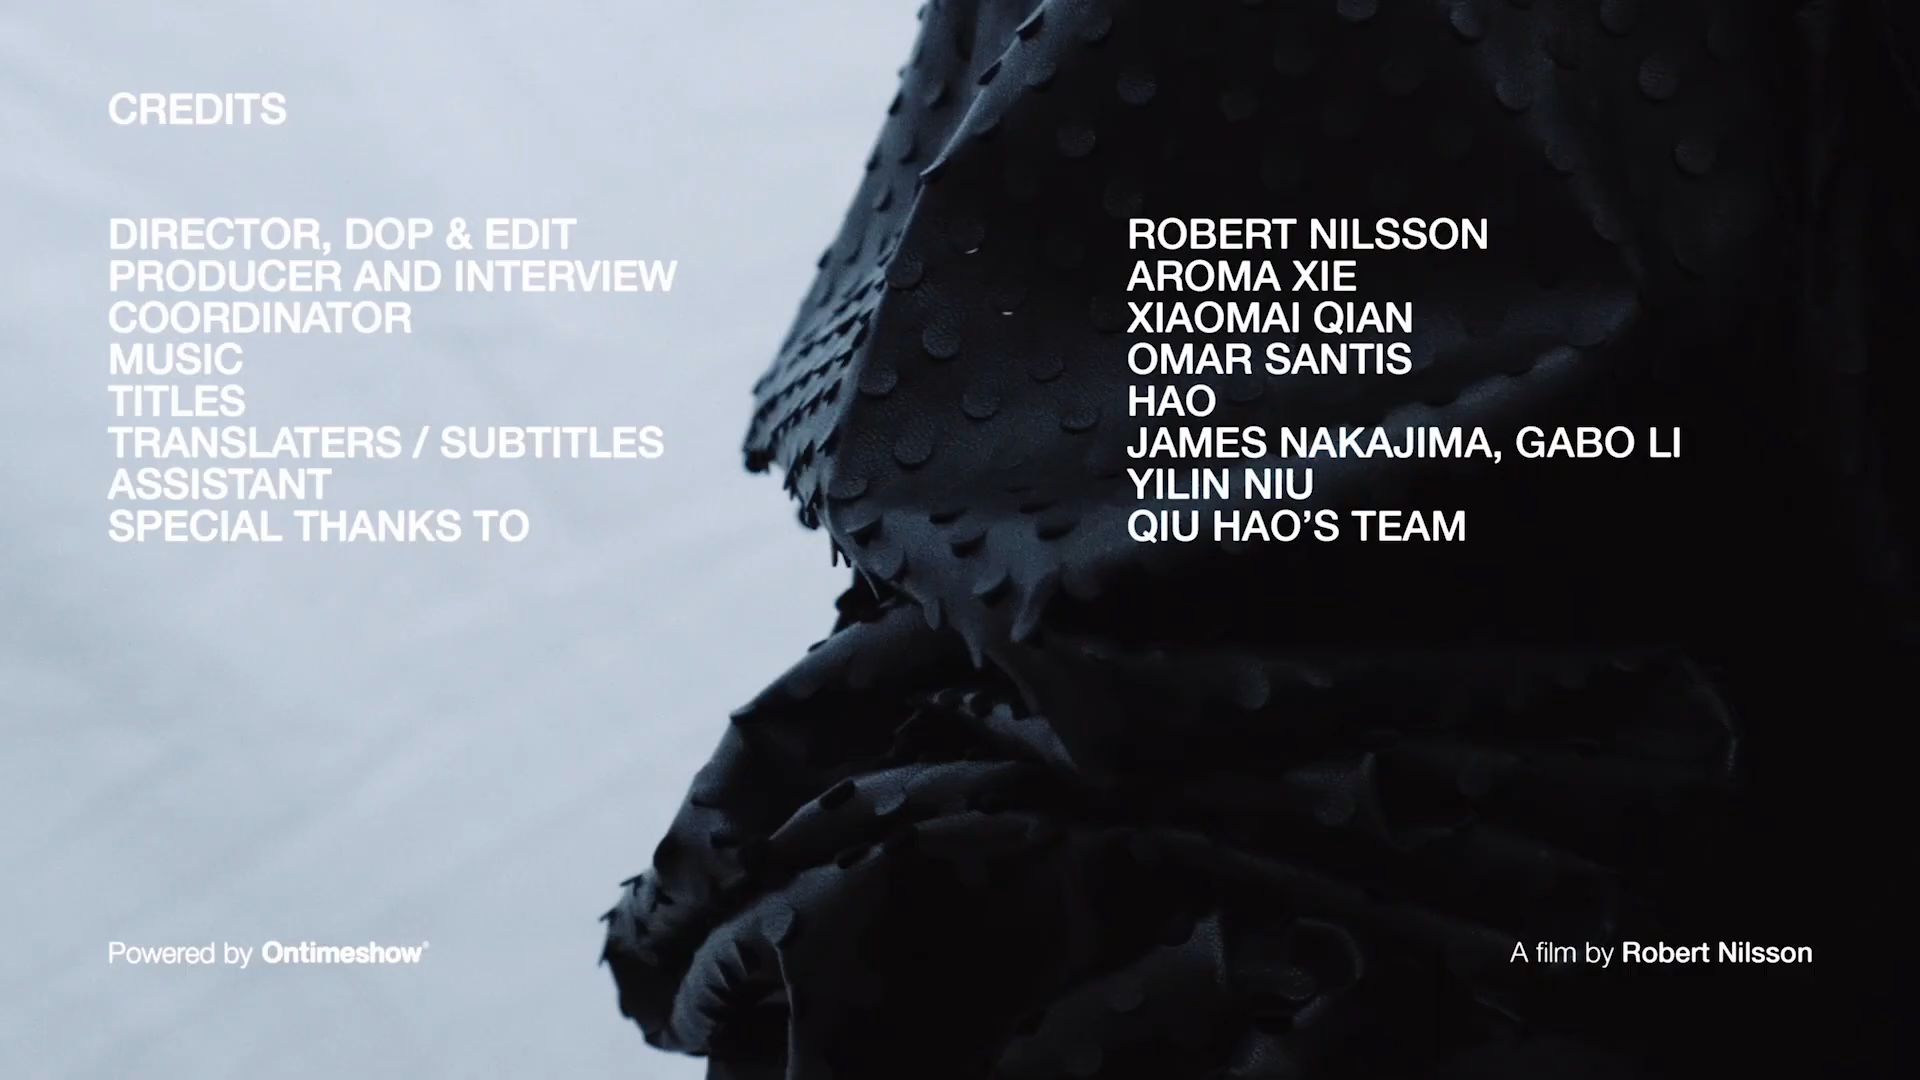 CREDITS
DIRECTOR, DOP & EDIT ROBERT NILSSON
PRODUCER AND INTERVIEW AROMA XIE
COORDINATOR XIAOMAI QIAN
MUSIC OMAR SANTIS
TITLES HAO
TRANSLATERS / SUBTITLES JAMES NAKAJIMA, GABO LI
ASSISTANT YILIN NIU
SPECIAL THANKS TO QIU HAO’S TEAM
Powered by Ontimeshow® A film by Robert Nilsson